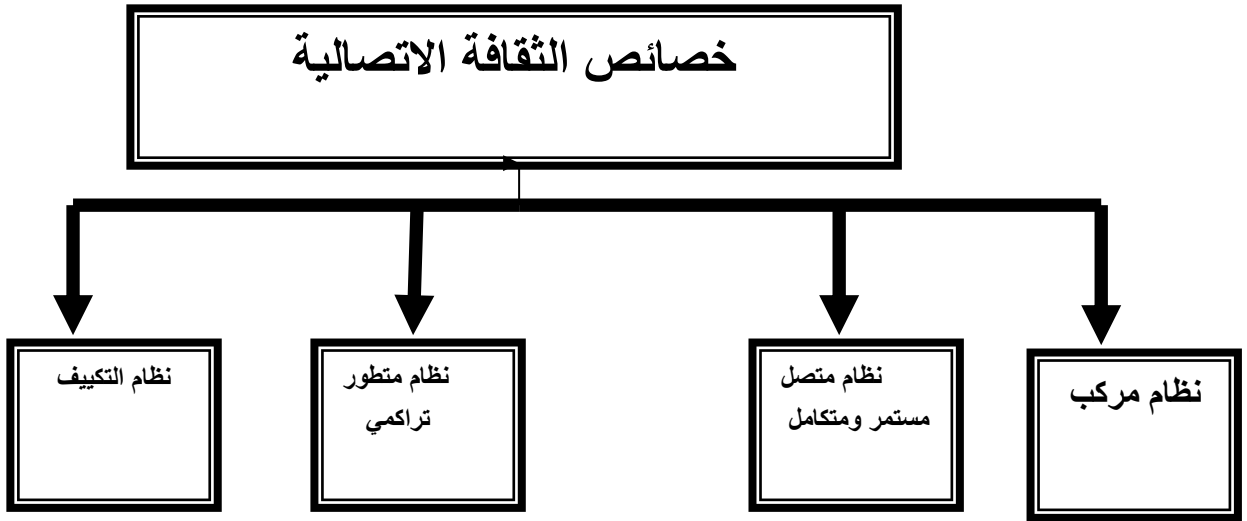 خصائص الثقافة الاتصالية
نظام مركب
نظام متصل
مستمر ومتكامل
نظام متطور
تراكمي
نظام التكييف